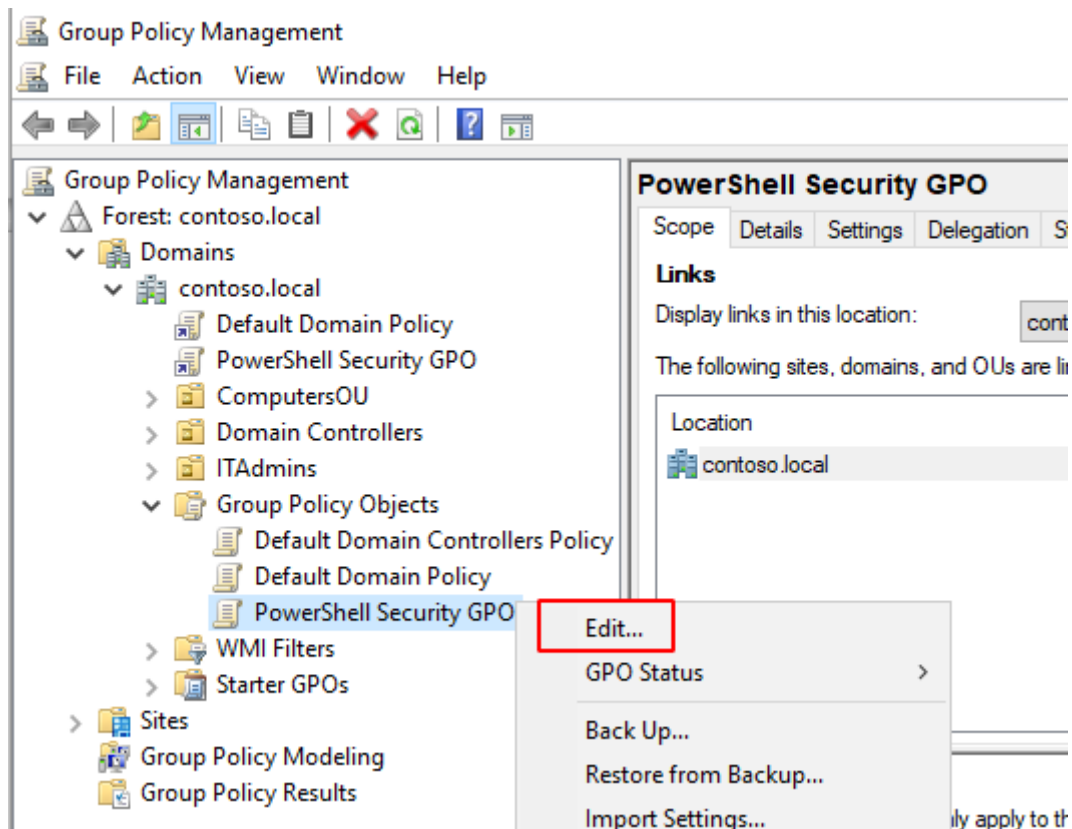 Group Policy Management
File Action View Window Help
Group Policy Management
Forest: contoso.local
Domains
contoso.local
Default Domain Policy
PowerShell Security GPO
ComputersOU
Domain Controllers
ITAdmins
Group Policy Objects
Default Domain Controllers Policy
Default Domain Policy
PowerShell Security GPO
WMI Filters
Starter GPOs
Sites
Group Policy Modeling
Group Policy Results
PowerShell Security GPO
Scope Details Settings Delegation
Links
Display links in this location:
The following sites, domains, and OUs are
Location
contoso.local
Edit...
GPO Status
Back Up...
Restore from Backup...
Import Settings...
apply to